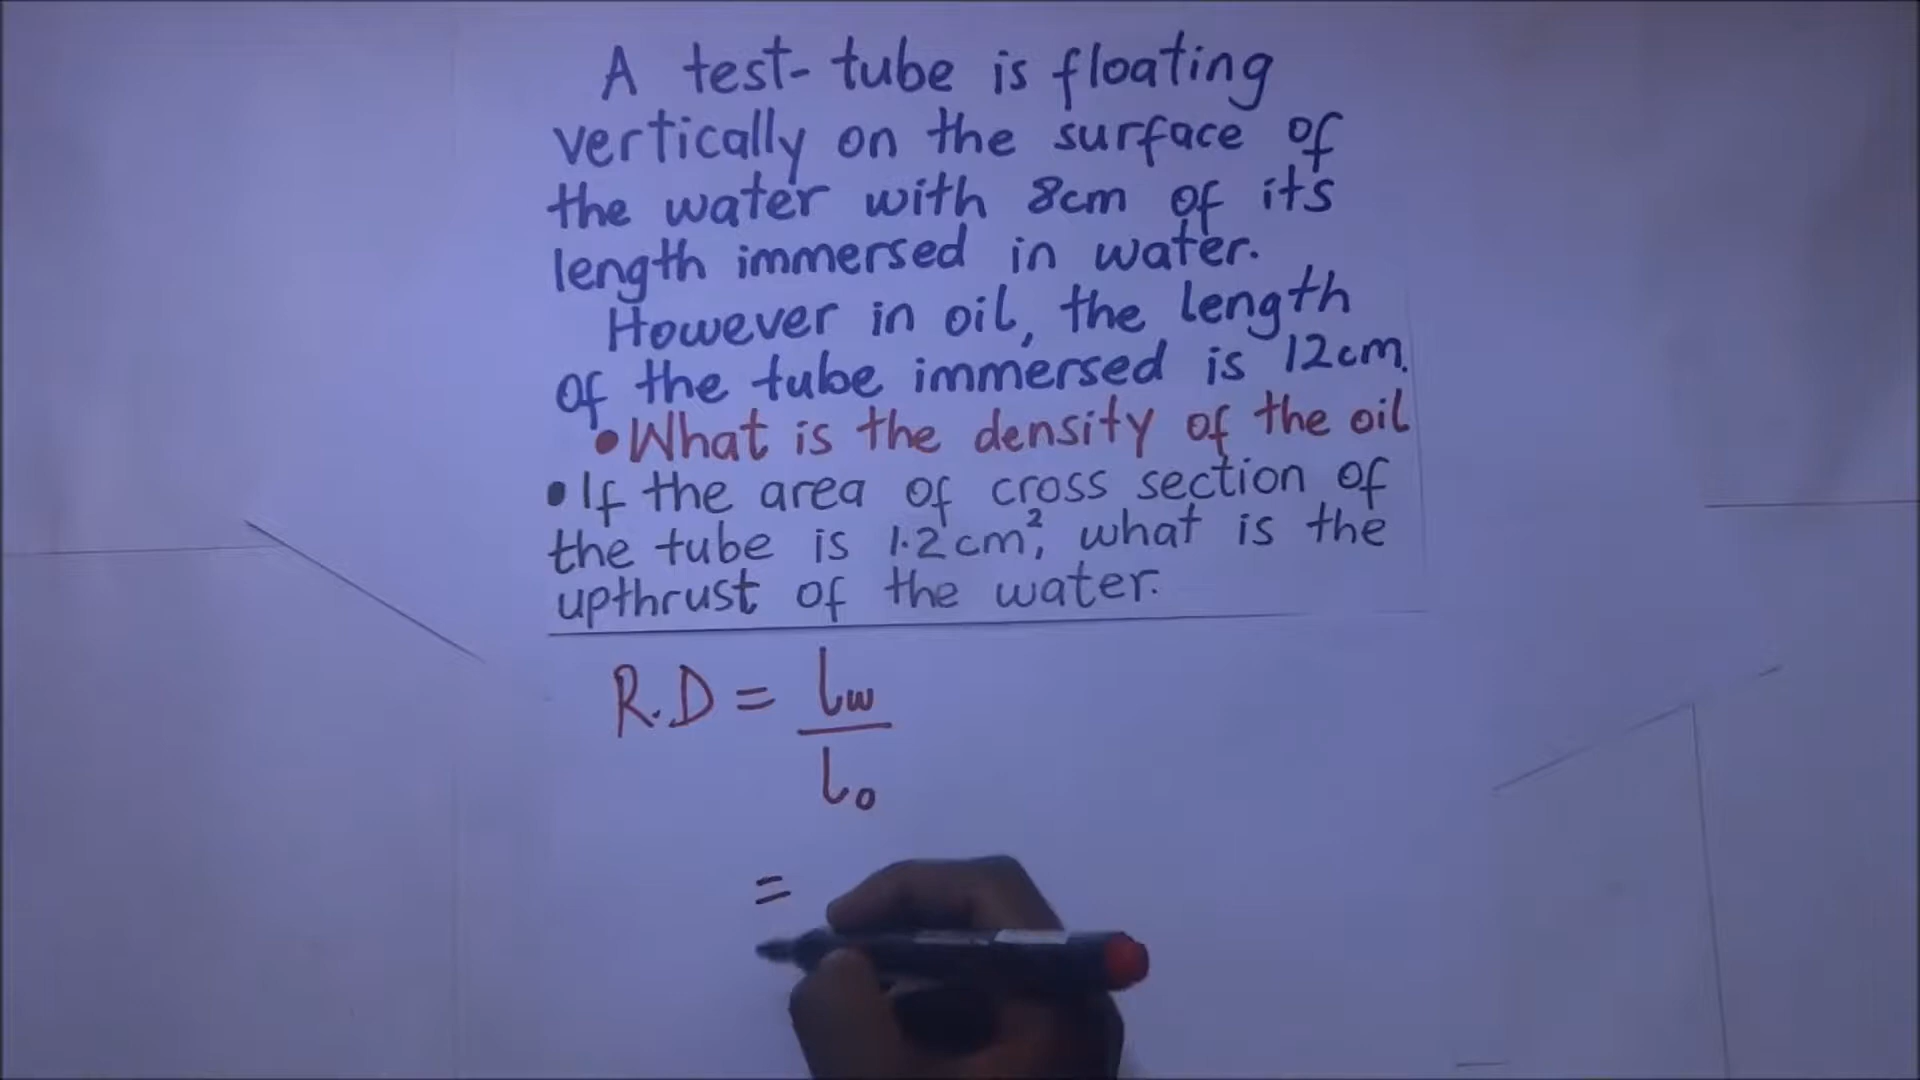 A test-tube is floating
vertically on the surface of
the water with 8cm of its
length immersed in water.
However in oil, the length
of the tube immersed is 12cm.
•What is the density of the oil
•If the area of cross section of
the tube is 1.2cm², what is the
upthrust of the water.
R.D = lw
lo
=